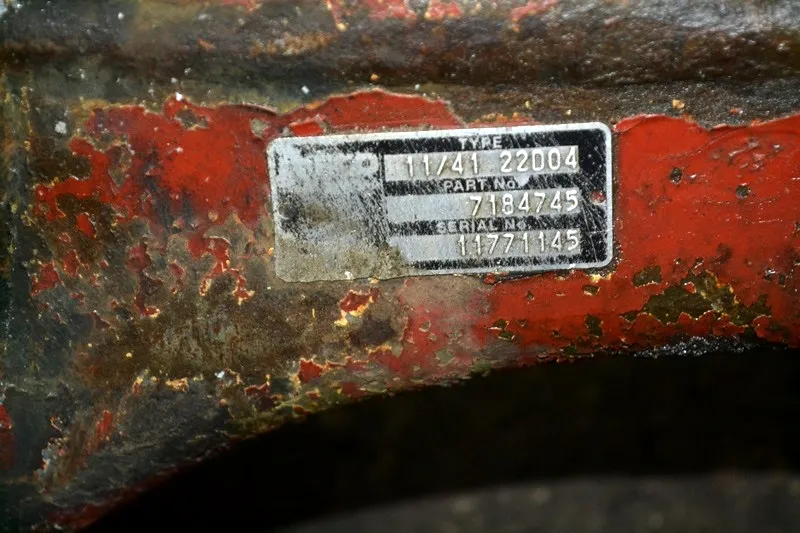 TYPE
11/41 22004
PART No.
7184745
SERIAL No.
11771145